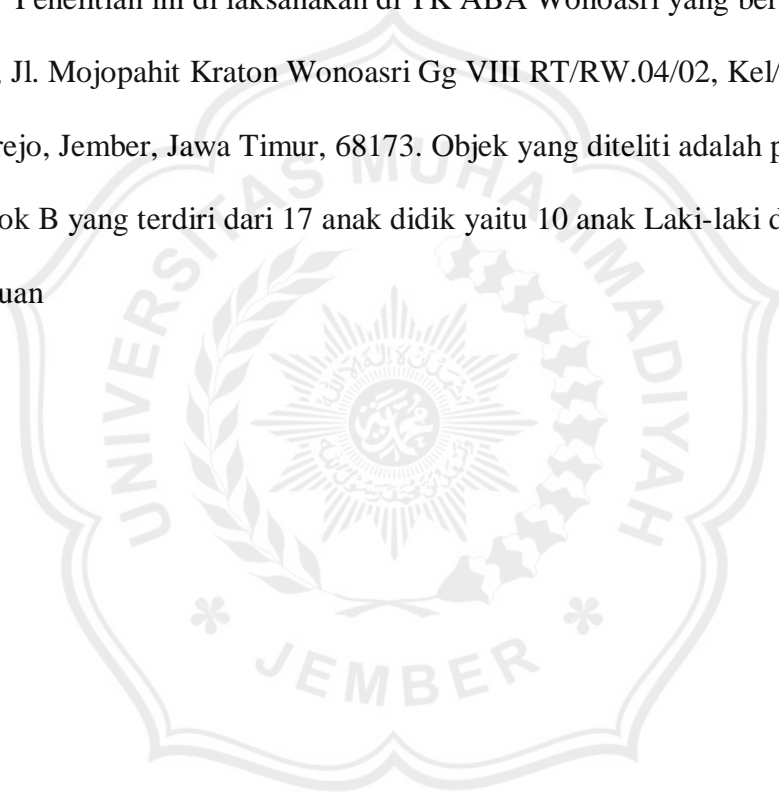 Penelitian ini di laksanakan di TK ABA Wonoasri yang ber
, Jl. Mojopahit Kraton Wonoasri Gg VIII RT/RW.04/02, Kel/
rejo, Jember, Jawa Timur, 68173. Objek yang diteliti adalah p
ok B yang terdiri dari 17 anak didik yaitu 10 anak Laki-laki d
uan
UNIVERSITAS MUHAMMADIYAH
JEMBER